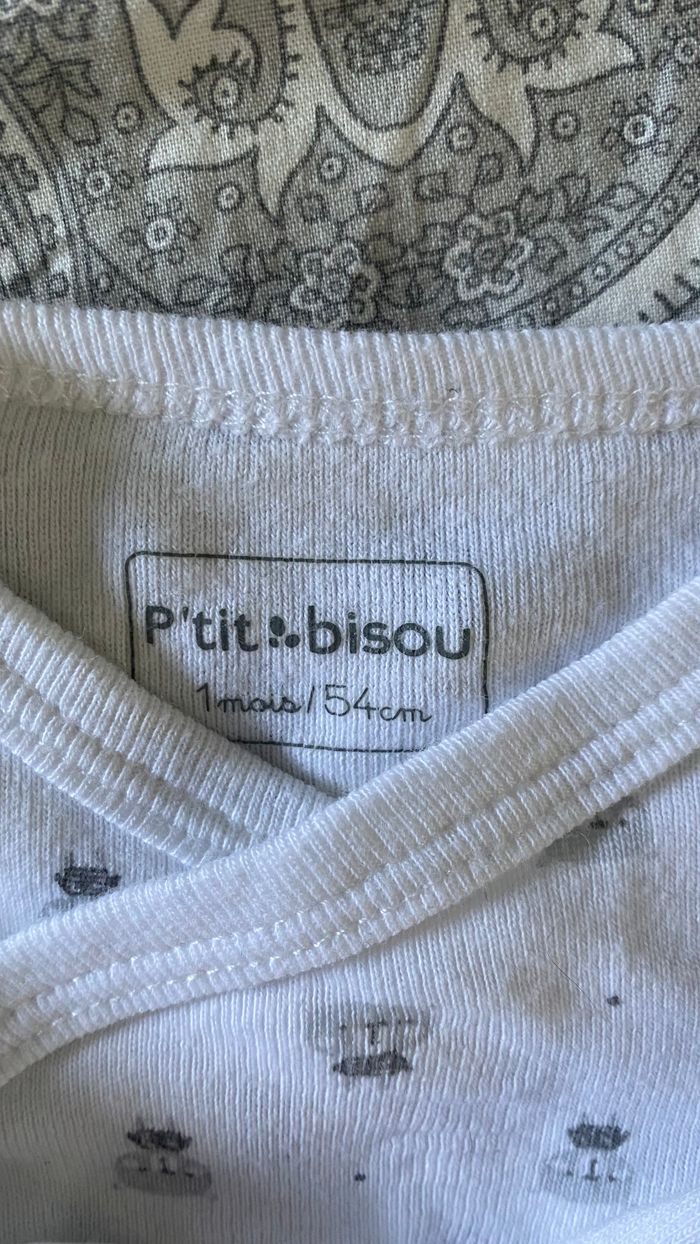 P'tit bisou
1 mois / 54 cm